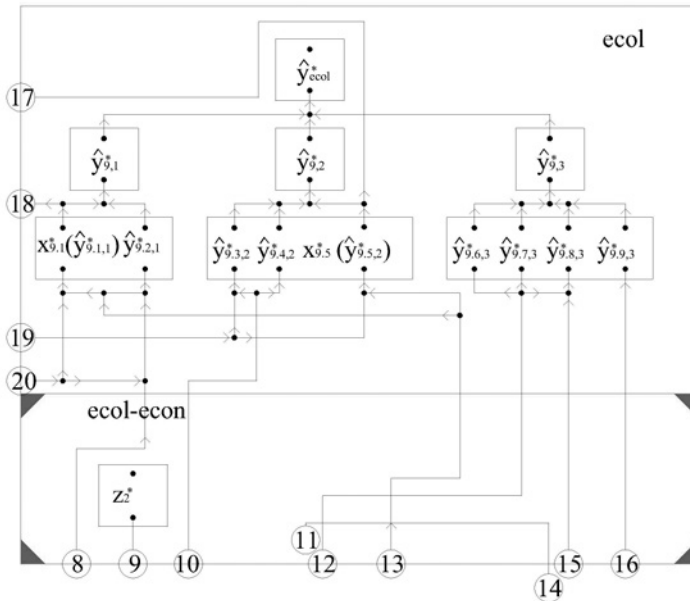 ecol
ŷ*ecol
17
ŷ*9,1 ŷ*9,2 ŷ*9,3
18
x*9.1(ŷ*9.1,1) ŷ*9.2,1 ŷ*9.3,2 ŷ*9.4,2 x*9.5 (ŷ*9.5,2) ŷ*9.6,3 ŷ*9.7,3 ŷ*9.8,3 ŷ*9.9,3
19
20
ecol-econ
z2*
11
8 9 10 12 13 15 16
14